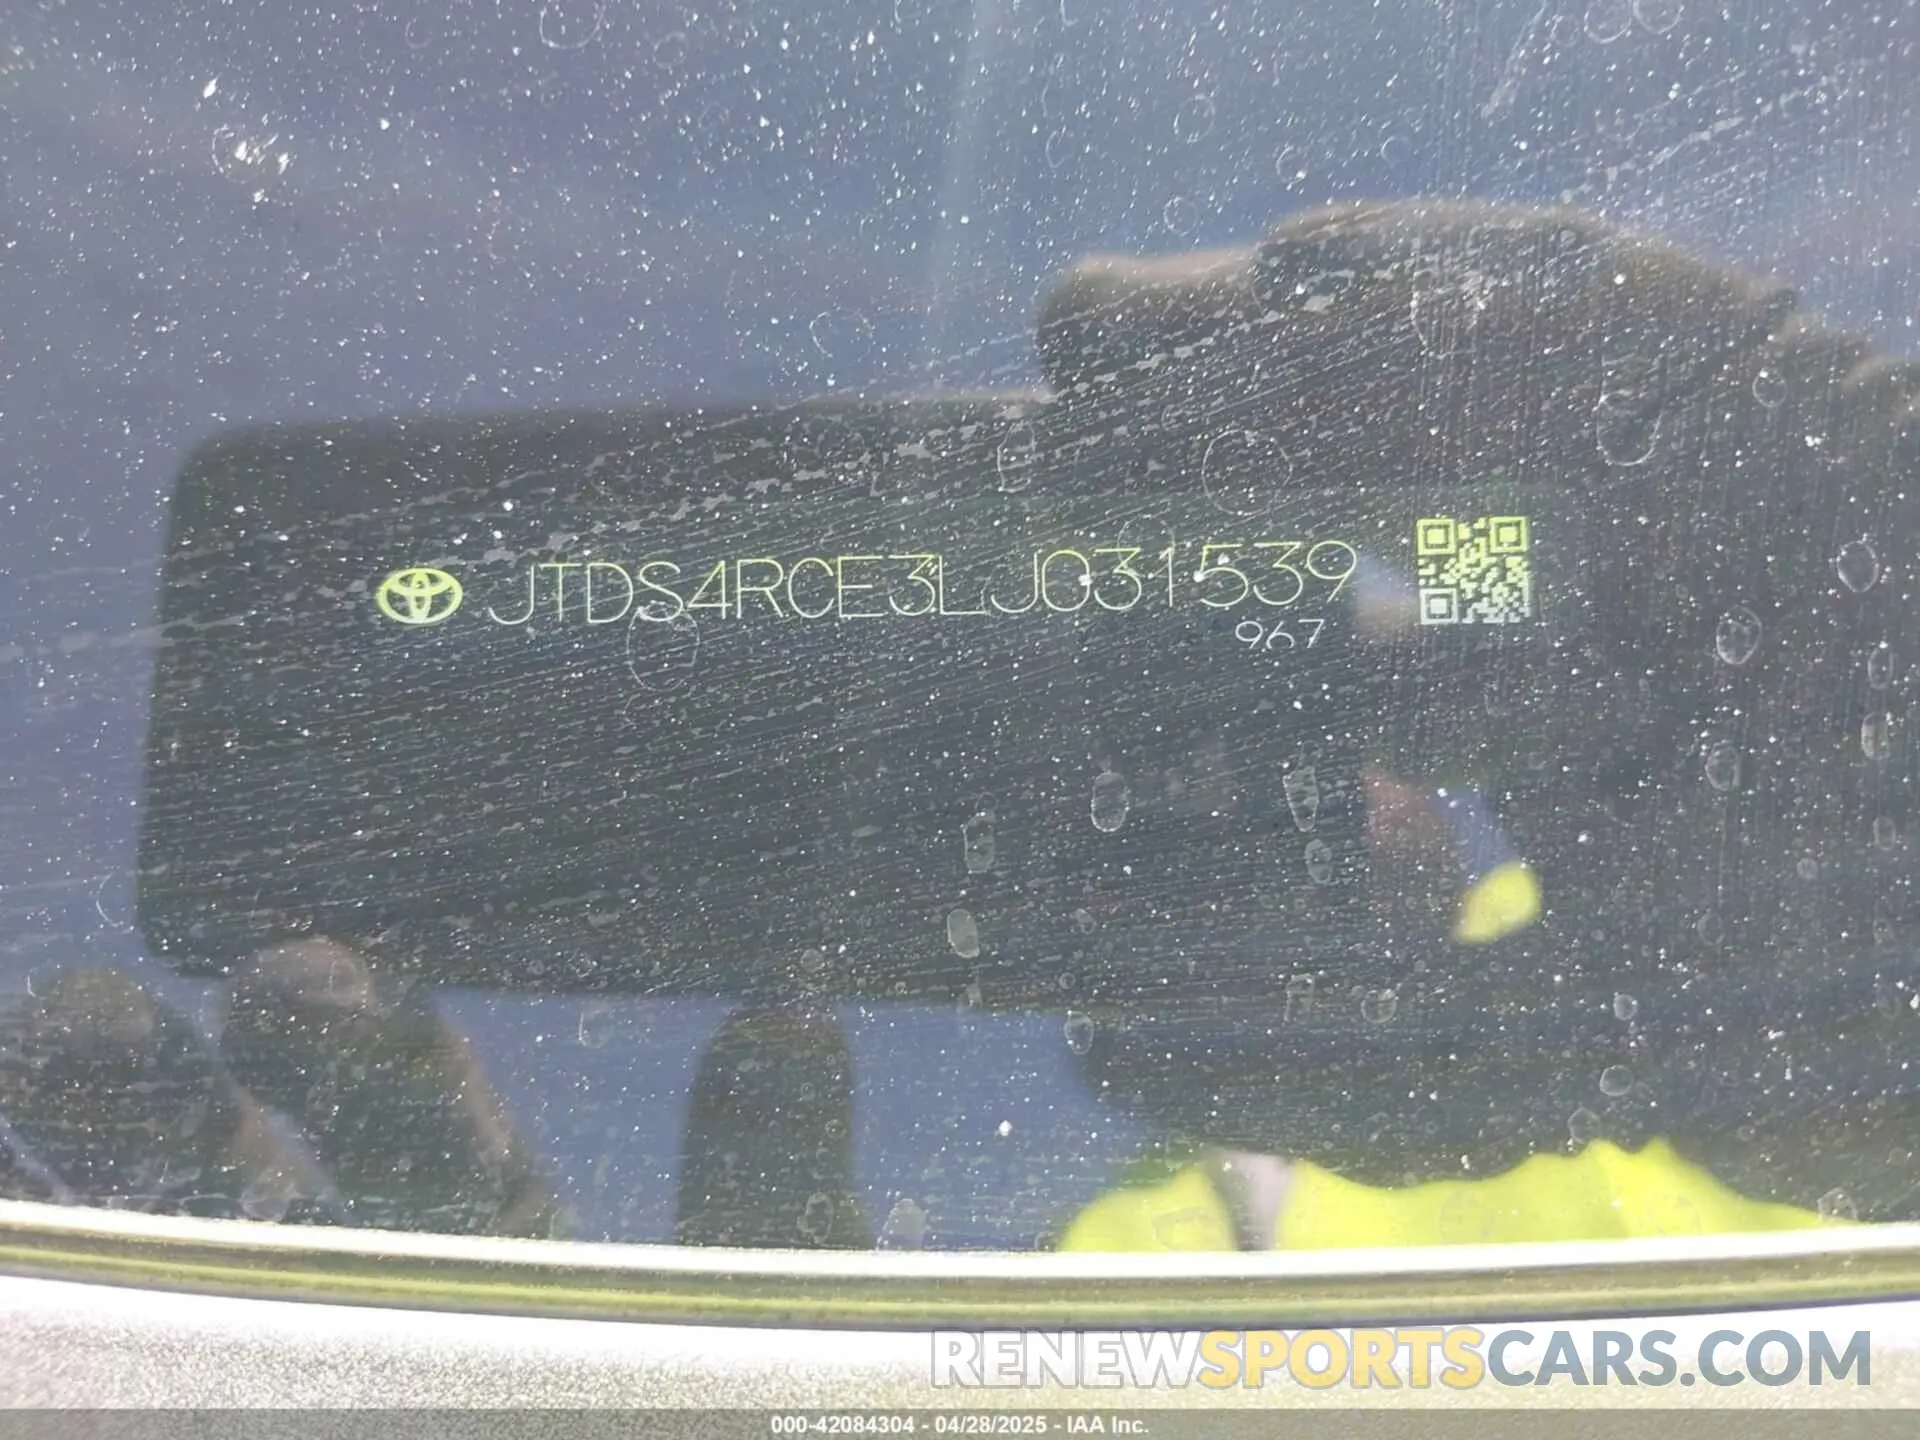 JTDS4RCE3LJ031539
967
RENEWSPORTSCARS.COM
000-42084304 - 04/28/2025 - IAA Inc.